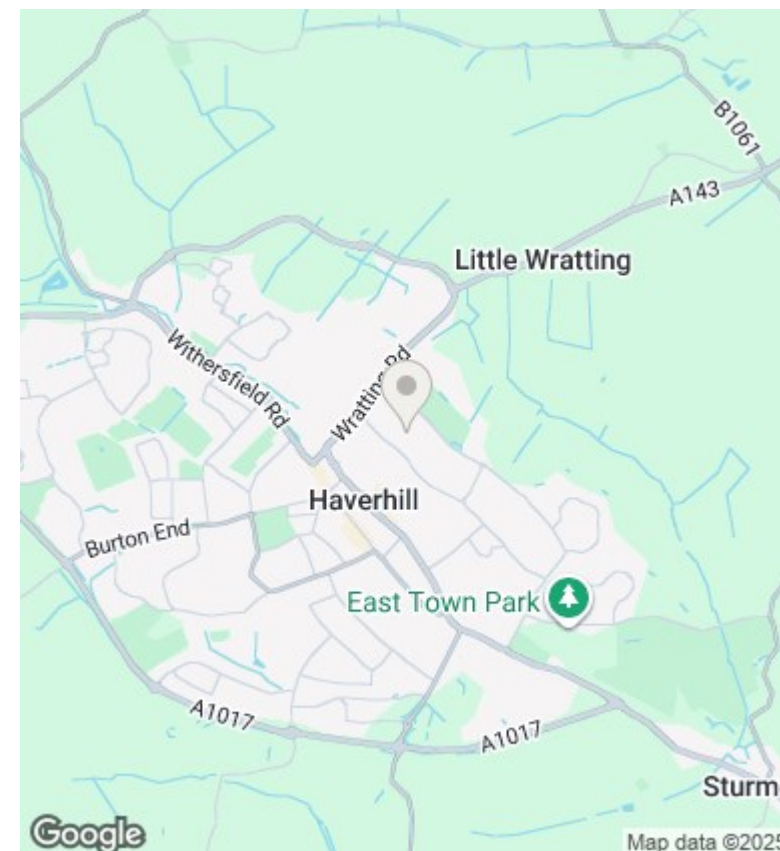 B1061
A143
Little Wratting
Withersfield Rd
Wratting Rd
Haverhill
Burton End
East Town Park
A1017
A1017
Sturm
Google
Map data ©2025